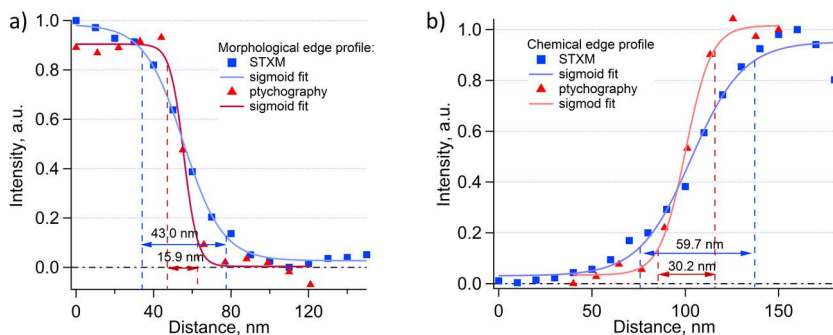 a)
Morphological edge profile:
STXM
sigmoid fit
ptychography
sigmoid fit
Intensity, a.u.
1.0
0.8
0.6
0.4
0.2
0.0
43.0 nm
15.9 nm
0
40
80
120
Distance, nm
b)
Chemical edge profile
STXM
sigmoid fit
ptychography
sigmod fit
Intensity, a.u.
1.0
0.8
0.6
0.4
0.2
0.0
59.7 nm
30.2 nm
0
50
100
150
Distance, nm